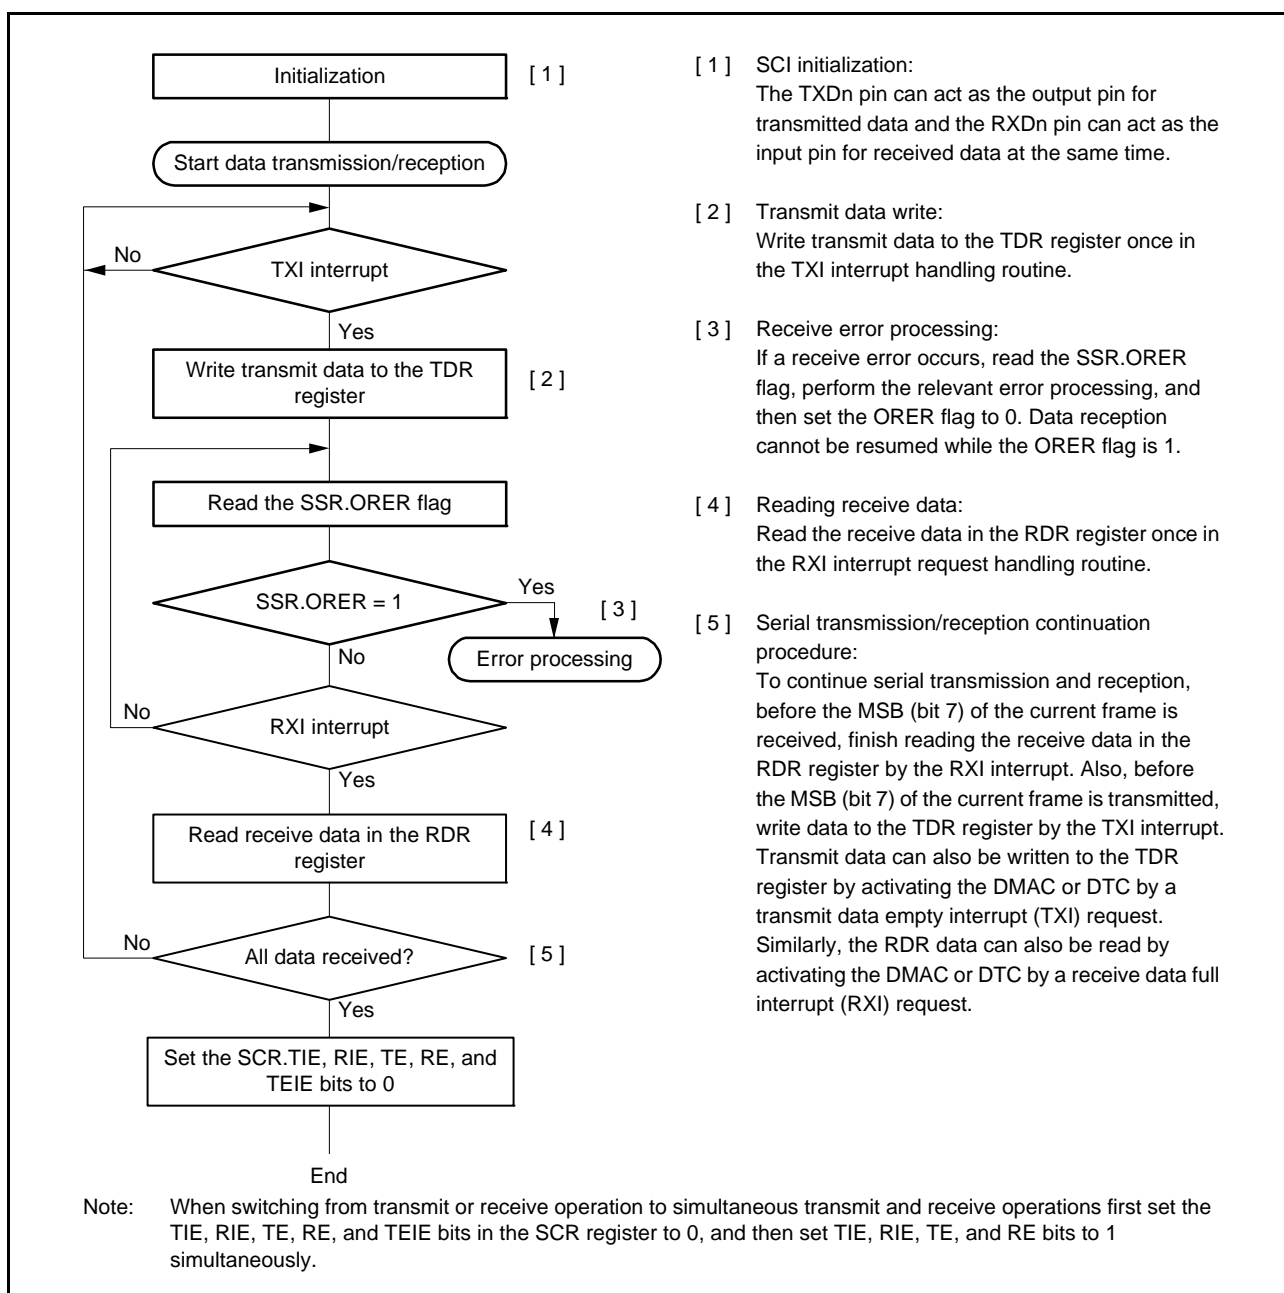 Initialization
[ 1 ]
Start data transmission/reception
No
TXI interrupt
Yes
Write transmit data to the TDR
register
[ 2 ]
Read the SSR.ORER flag
SSR.ORER = 1
Yes
[ 3 ]
Error processing
No
No
RXI interrupt
Yes
Read receive data in the RDR
register
[ 4 ]
No
All data received?
[ 5 ]
Yes
Set the SCR.TIE, RIE, TE, RE, and
TEIE bits to 0
End
[ 1 ] SCI initialization:
The TXDn pin can act as the output pin for
transmitted data and the RXDn pin can act as the
input pin for received data at the same time.
[ 2 ] Transmit data write:
Write transmit data to the TDR register once in
the TXI interrupt handling routine.
[ 3 ] Receive error processing:
If a receive error occurs, read the SSR.ORER
flag, perform the relevant error processing, and
then set the ORER flag to 0. Data reception
cannot be resumed while the ORER flag is 1.
[ 4 ] Reading receive data:
Read the receive data in the RDR register once in
the RXI interrupt request handling routine.
[ 5 ] Serial transmission/reception continuation
procedure:
To continue serial transmission and reception,
before the MSB (bit 7) of the current frame is
received, finish reading the receive data in the
RDR register by the RXI interrupt. Also, before
the MSB (bit 7) of the current frame is transmitted,
write data to the TDR register by the TXI interrupt.
Transmit data can also be written to the TDR
register by activating the DMAC or DTC by a
transmit data empty interrupt (TXI) request.
Similarly, the RDR data can also be read by
activating the DMAC or DTC by a receive data full
interrupt (RXI) request.
Note: When switching from transmit or receive operation to simultaneous transmit and receive operations first set the
TIE, RIE, TE, RE, and TEIE bits in the SCR register to 0, and then set TIE, RIE, TE, and RE bits to 1
simultaneously.